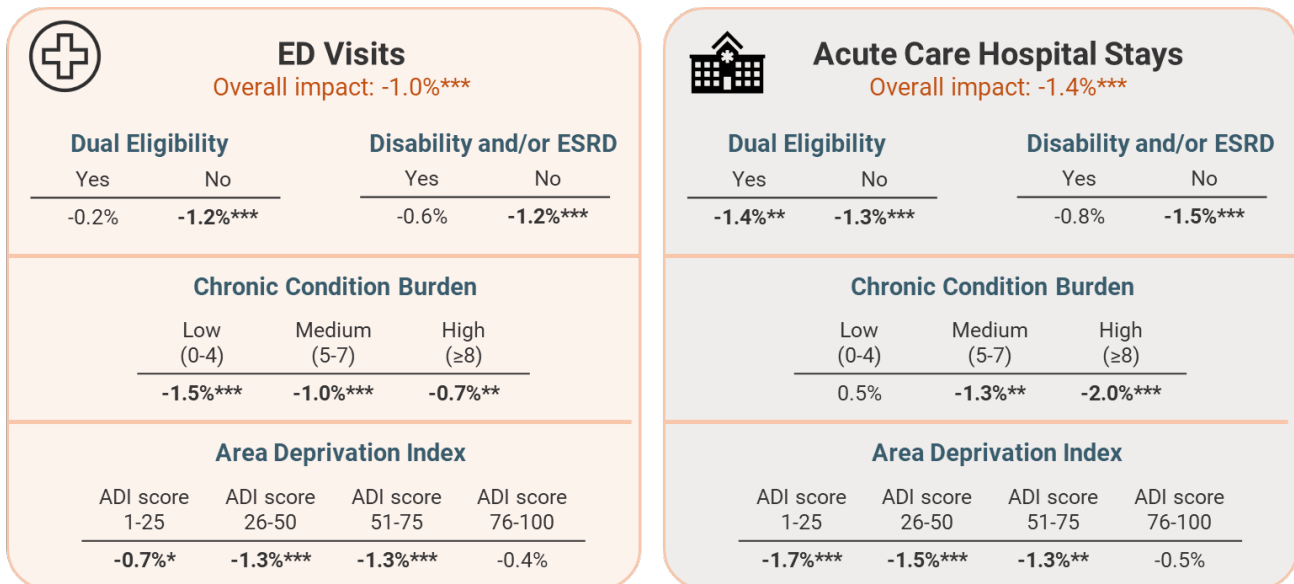 ED Visits
Overall impact: -1.0%***
Dual Eligibility
Yes No
-0.2% -1.2%***
Disability and/or ESRD
Yes No
-0.6% -1.2%***
Chronic Condition Burden
Low Medium High
(0-4) (5-7) (≥8)
-1.5%*** -1.0%*** -0.7%**
Area Deprivation Index
ADI score ADI score ADI score ADI score
1-25 26-50 51-75 76-100
-0.7%* -1.3%*** -1.3%*** -0.4%
Acute Care Hospital Stays
Overall impact: -1.4%***
Dual Eligibility
Yes No
-1.4%** -1.3%***
Disability and/or ESRD
Yes No
-0.8% -1.5%***
Chronic Condition Burden
Low Medium High
(0-4) (5-7) (≥8)
0.5% -1.3%** -2.0%***
Area Deprivation Index
ADI score ADI score ADI score ADI score
1-25 26-50 51-75 76-100
-1.7%*** -1.5%*** -1.3%** -0.5%